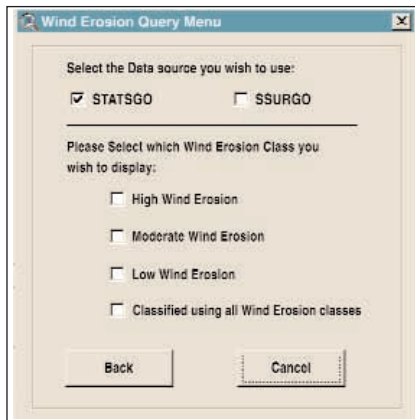 Wind Erosion Query Menu
Select the Data source you wish to use:
STATSGO SSURGO
Please Select which Wind Erosion Class you
wish to display:
High Wind Erosion
Moderate Wind Erosion
Low Wind Erosion
Classified using all Wind Erosion classes
Back Cancel